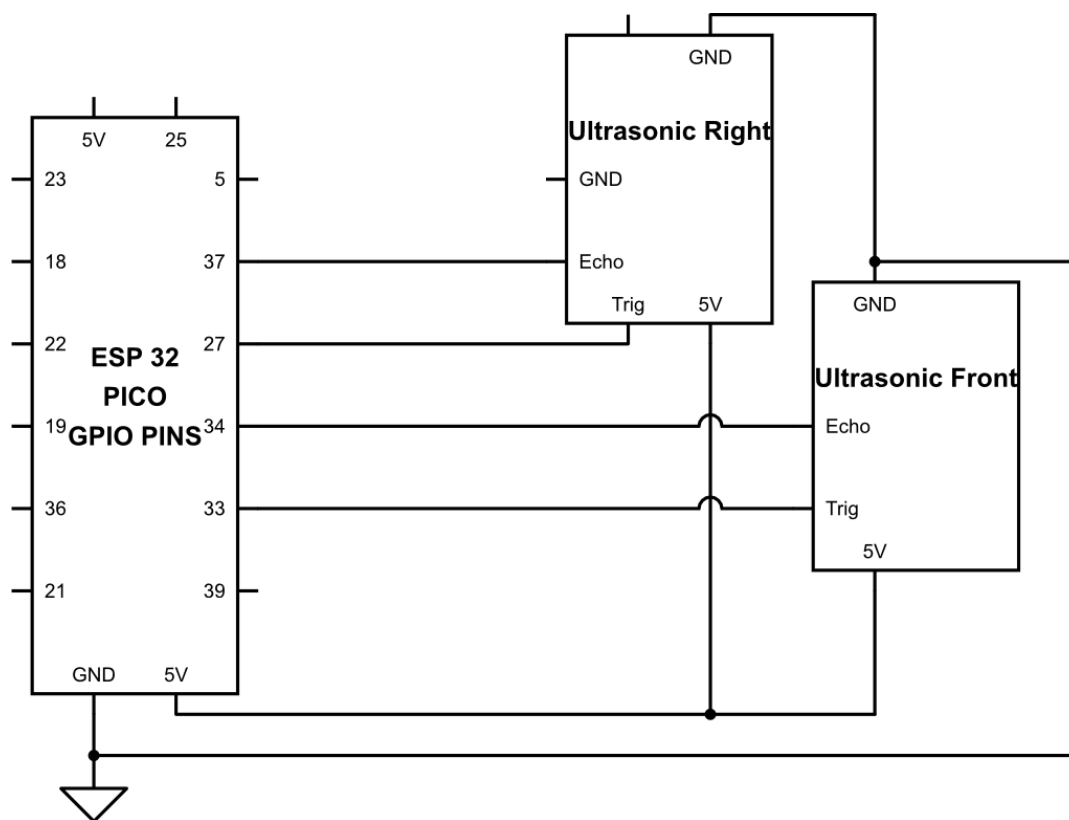 GND
Ultrasonic Right
GND
Echo
Trig
5V
5V
25
23
5
18
37
22
27
ESP 32
PICO
GPIO PINS
19
34
36
33
21
39
GND
5V
GND
Ultrasonic Front
Echo
Trig
5V